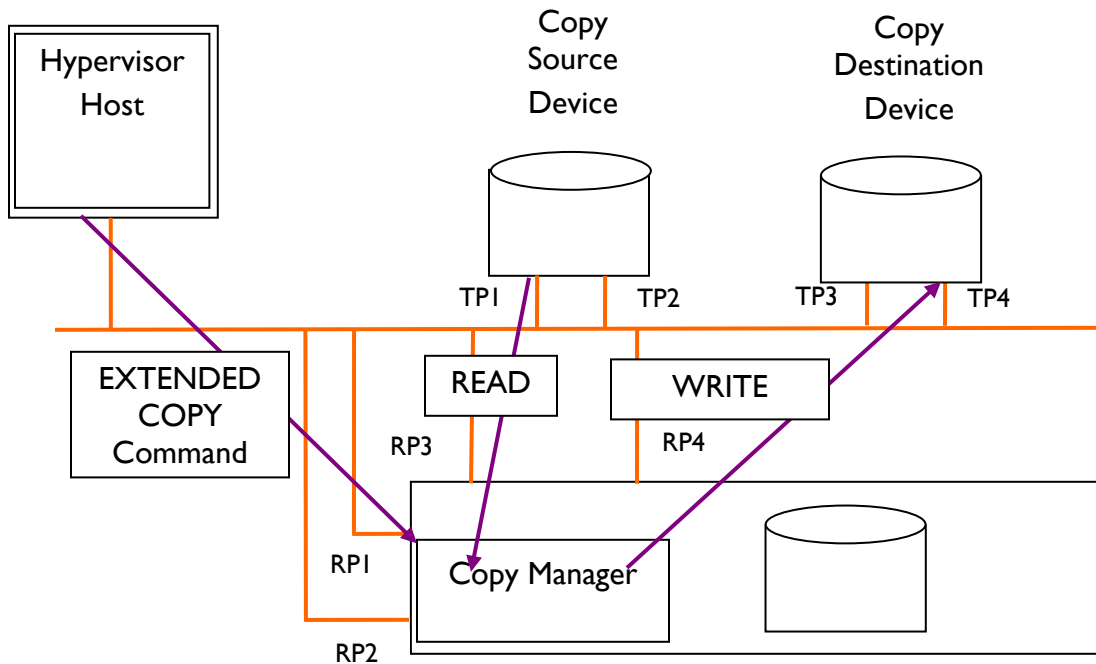 Hypervisor
Host
Copy
Source
Device
Copy
Destination
Device
TP1
TP2
TP3
TP4
EXTENDED
COPY
Command
READ
WRITE
RP3
RP4
RP1
Copy Manager
RP2